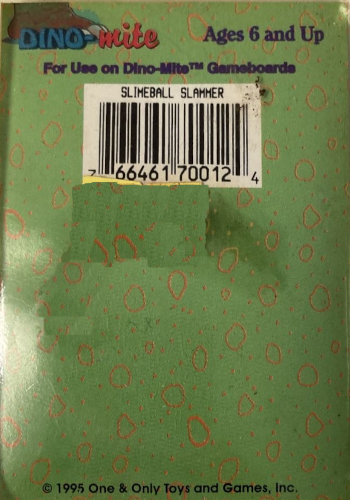 DINO-mite Ages 6 and Up
For Use on Dino-Mite™ Gameboards
SLIMEBALL SLAMMER
7 66461 70012 4
© 1995 One & Only Toys and Games, Inc.